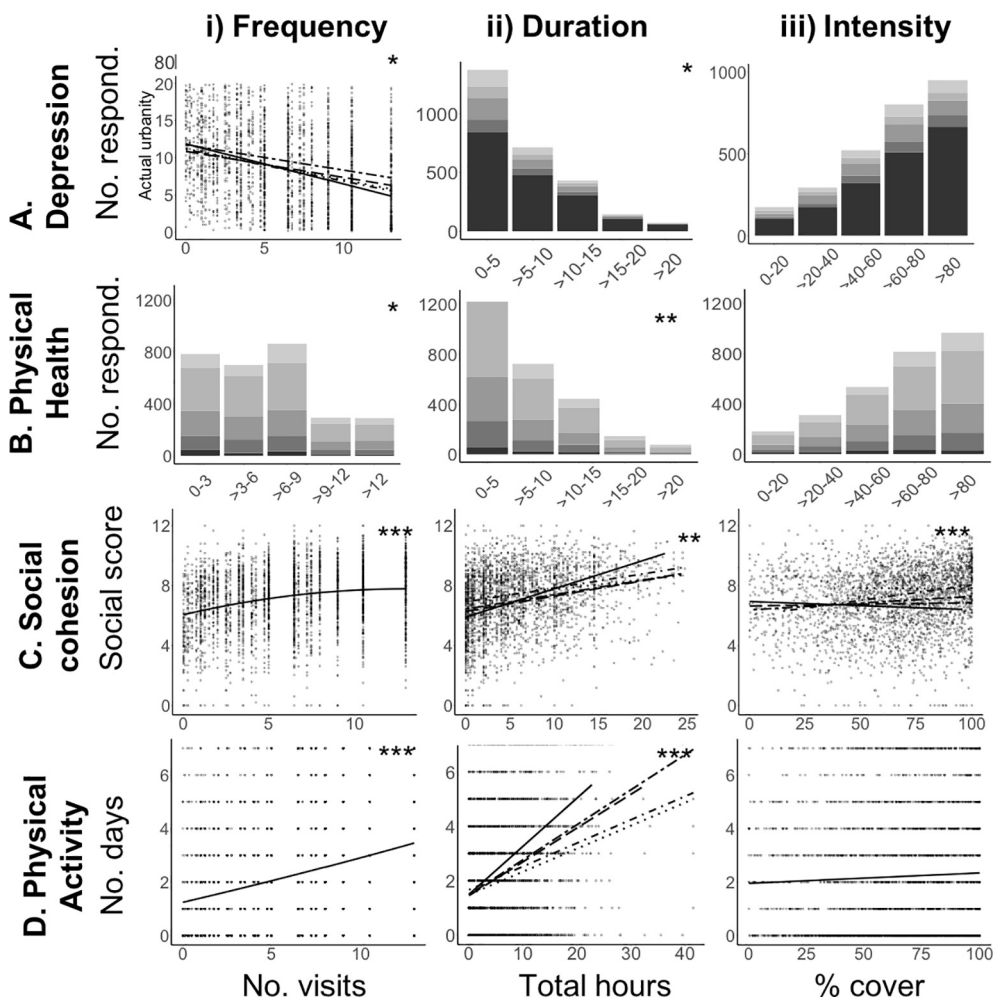 i) Frequency ii) Duration iii) Intensity
A. Depression
No. respond.
Actual urbanity
80
20
15
10
5
0
*
0 5 10
1000
500
0
*
0-5 >5-10 >10-15 >15-20 >20
1000
500
0
0-20 >20-40 >40-60 >60-80 >80
B. Physical Health
No. respond.
1200
800
400
0
*
0-3 >3-6 >6-9 >9-12 >12
1200
800
400
0
**
0-5 >5-10 >10-15 >15-20 >20
1200
800
400
0
0-20 >20-40 >40-60 >60-80 >80
C. Social cohesion
Social score
12
8
4
0
***
0 5 10
12
8
4
0
**
0 5 10 15 20 25
12
8
4
0
***
0 25 50 75 100
D. Physical Activity
No. days
6
4
2
0
***
0 5 10
6
4
2
0
***
0 10 20 30 40
6
4
2
0
0 25 50 75 100
No. visits Total hours % cover